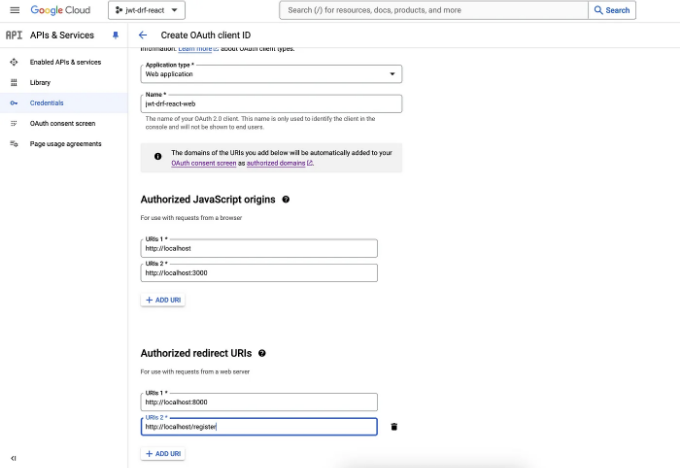 Google Cloud
jwt-drf-react
Search (/) for resources, docs, products, and more
Search
API APIs & Services
Create OAuth client ID
Enabled APIs & services
Library
Credentials
OAuth consent screen
Page usage agreements
information. Learn more about OAuth client types.
Application type *
Web application
Name *
jwt-drf-react-web
The name of your OAuth 2.0 client. This name is only used to identify the client in the
console and will not be shown to end users.
The domains of the URIs you add below will be automatically added to your
OAuth consent screen as authorized domains.
Authorized JavaScript origins
For use with requests from a browser
URIs 1 *
http://localhost
URIs 2 *
http://localhost:3000
+ ADD URI
Authorized redirect URIs
For use with requests from a web server
URIs 1 *
http://localhost:8000
URIs 2 *
http://localhost/register
+ ADD URI